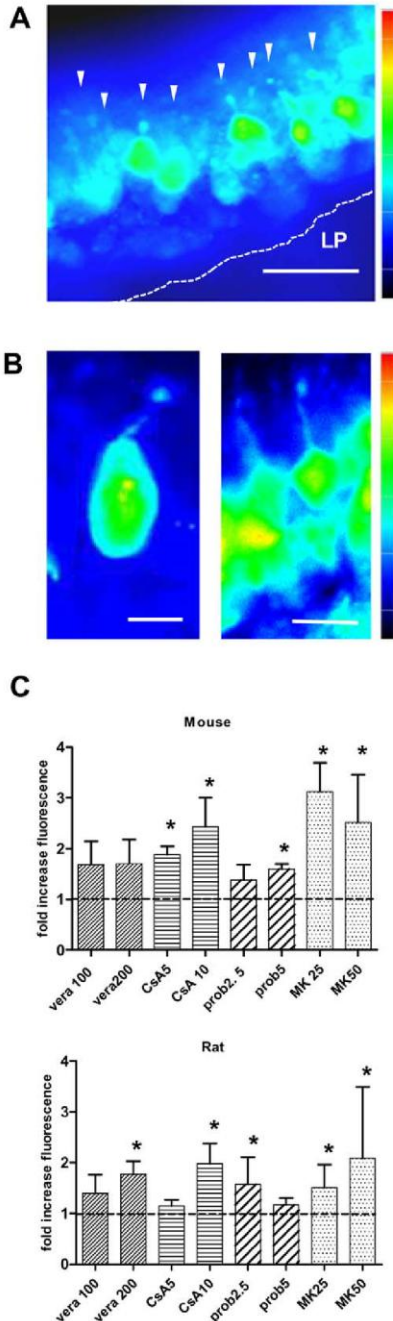 A
LP
B
C
Mouse
fold increase fluorescence
4
3
2
1
0
* * * * *
vera 100 vera200 CsA5 CsA 10 prob2. 5 prob5 MK 25 MK50
Rat
fold increase fluorescence
4
3
2
1
0
* * * * *
vera 100 vera 200 CsA5 CsA10 prob2.5 prob5 MK25 MK50